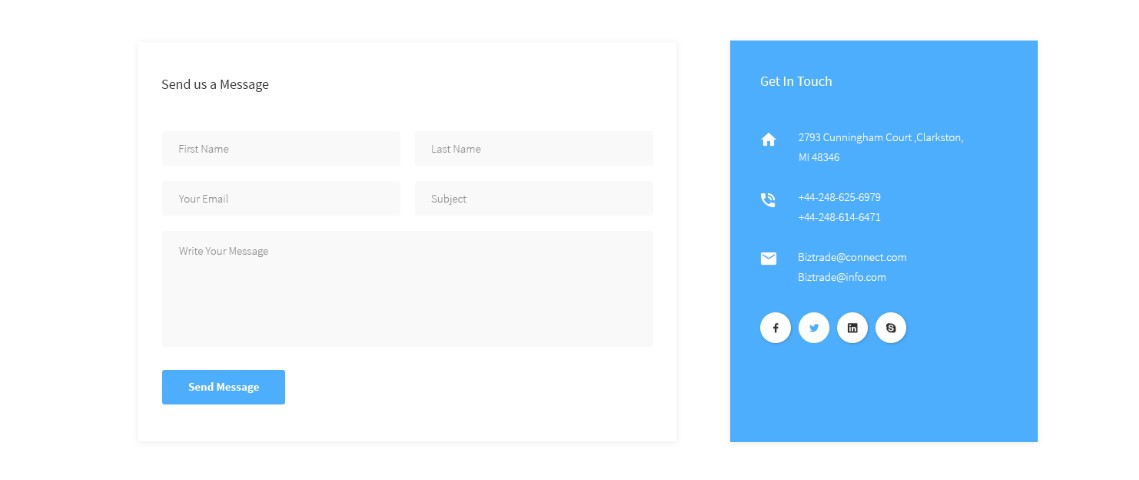 Send us a Message
First Name
Last Name
Your Email
Subject
Write Your Message
Send Message
Get In Touch
2793 Cunningham Court ,Clarkston,
MI 48346
+44-248-625-6979
+44-248-614-6471
Biztrade@connect.com
Biztrade@info.com